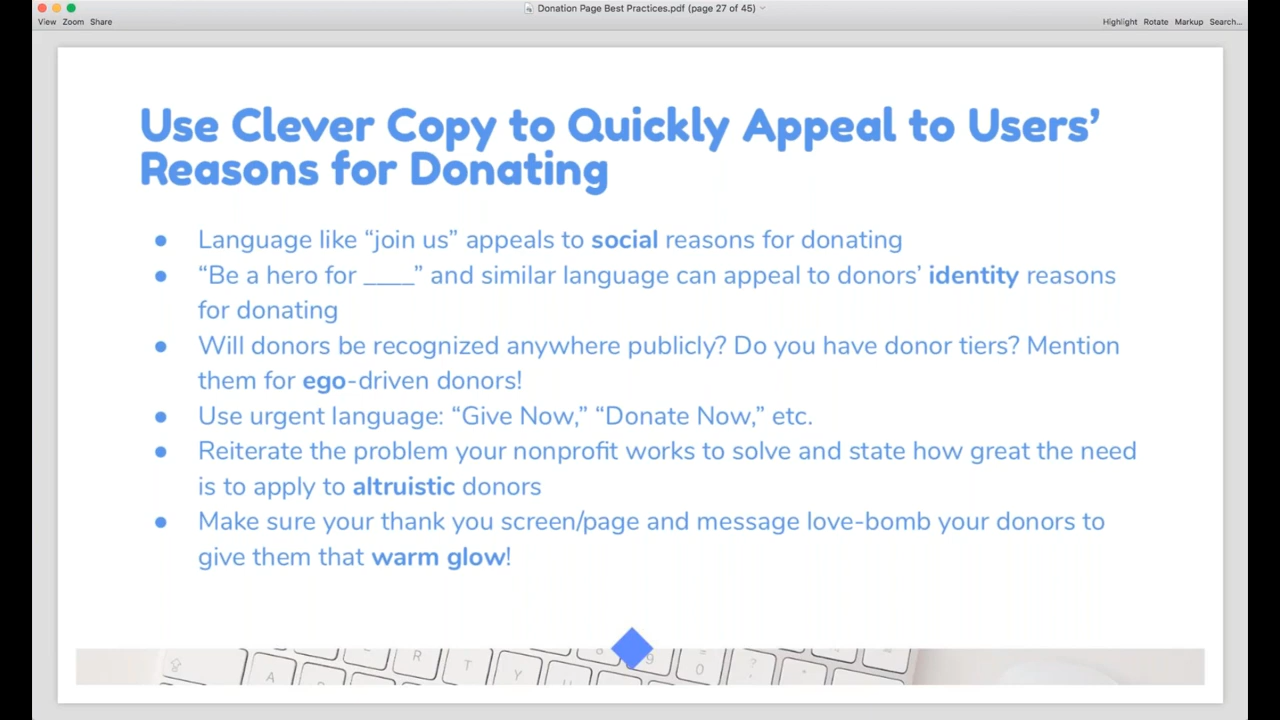 Donation Page Best Practices.pdf (page 27 of 45)
View Zoom Share
Highlight Rotate Markup Search...
Use Clever Copy to Quickly Appeal to Users’
Reasons for Donating
● Language like “join us” appeals to social reasons for donating
● “Be a hero for ____” and similar language can appeal to donors’ identity reasons
for donating
● Will donors be recognized anywhere publicly? Do you have donor tiers? Mention
them for ego-driven donors!
● Use urgent language: “Give Now,” “Donate Now,” etc.
● Reiterate the problem your nonprofit works to solve and state how great the need
is to apply to altruistic donors
● Make sure your thank you screen/page and message love-bomb your donors to
give them that warm glow!
R T Y U 9 0
A